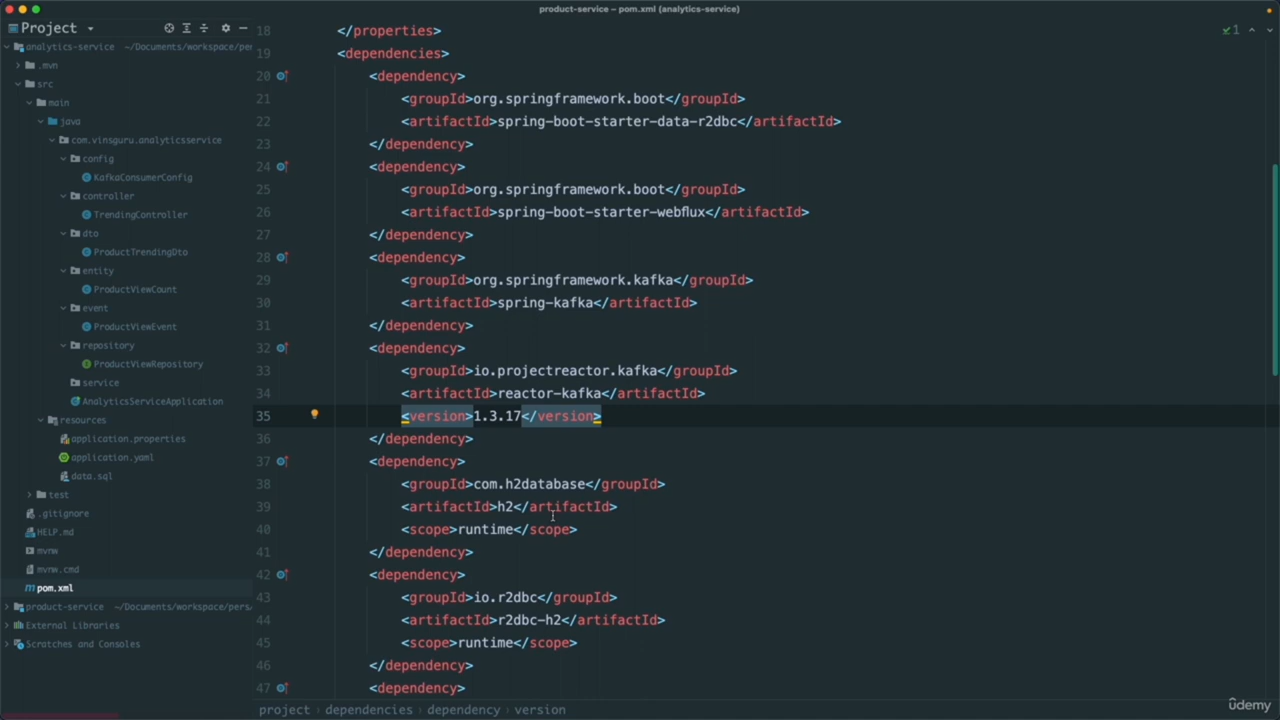 product-service – pom.xml (analytics-service)
Project
analytics-service ~/Documents/workspace/per
.mvn
src
main
java
com.vinsguru.analyticsservice
config
KafkaConsumerConfig
controller
TrendingController
dto
ProductTrendingDto
entity
ProductViewCount
event
ProductViewEvent
repository
ProductViewRepository
service
AnalyticsServiceApplication
resources
application.properties
application.yaml
data.sql
test
.gitignore
HELP.md
mvnw
mvnw.cmd
pom.xml
product-service ~/Documents/workspace/pers
External Libraries
Scratches and Consoles
18 </properties>
19 <dependencies>
20 <dependency>
21 <groupId>org.springframework.boot</groupId>
22 <artifactId>spring-boot-starter-data-r2dbc</artifactId>
23 </dependency>
24 <dependency>
25 <groupId>org.springframework.boot</groupId>
26 <artifactId>spring-boot-starter-webflux</artifactId>
27 </dependency>
28 <dependency>
29 <groupId>org.springframework.kafka</groupId>
30 <artifactId>spring-kafka</artifactId>
31 </dependency>
32 <dependency>
33 <groupId>io.projectreactor.kafka</groupId>
34 <artifactId>reactor-kafka</artifactId>
35 <version>1.3.17</version>
36 </dependency>
37 <dependency>
38 <groupId>com.h2database</groupId>
39 <artifactId>h2</artifactId>
40 <scope>runtime</scope>
41 </dependency>
42 <dependency>
43 <groupId>io.r2dbc</groupId>
44 <artifactId>r2dbc-h2</artifactId>
45 <scope>runtime</scope>
46 </dependency>
47 <dependency>
1
project › dependencies › dependency › version
ûdemy